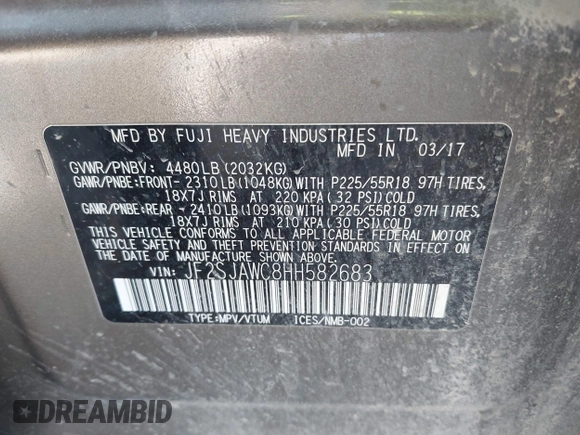 MFD BY FUJI HEAVY INDUSTRIES LTD.
MFD IN 03/17
GVWR/PNBV: 4480LB(2032KG)
GAWR/PNBE:FRONT- 2310LB(1048KG)WITH P225/55R18 97H TIRES,
18X7J RIMS AT 220 KPA(32 PSI)COLD
GAWR/PNBE:REAR - 2410LB(1093KG)WITH P225/55R18 97H TIRES,
18X7J RIMS AT 210 KPA(30 PSI)COLD
THIS VEHICLE CONFORMS TO ALL APPLICABLE FEDERAL MOTOR
VEHICLE SAFETY AND THEFT PREVENTION STANDARDS IN EFFECT ON
THE DATE OF MANUFACTURE SHOWN ABOVE.
VIN: JF2SJAWC8HH582683
TYPE:MPV/VTUM ICES/NMB-002
DREAMBID